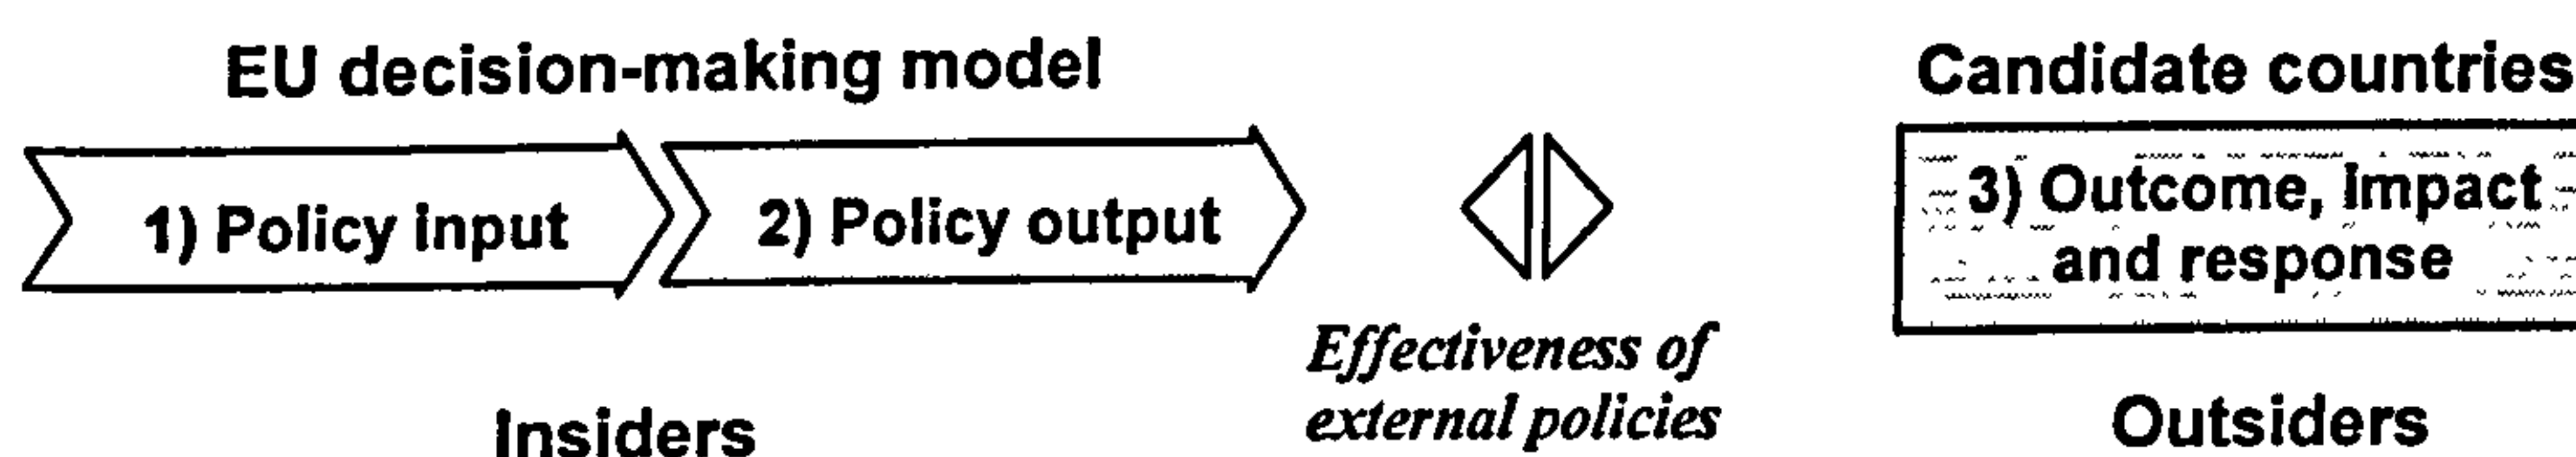 EU decision-making model
Candidate countries
1) Policy input
2) Policy output
3) Outcome, Impact
and response
Effectiveness of
external policies
Insiders
Outsiders